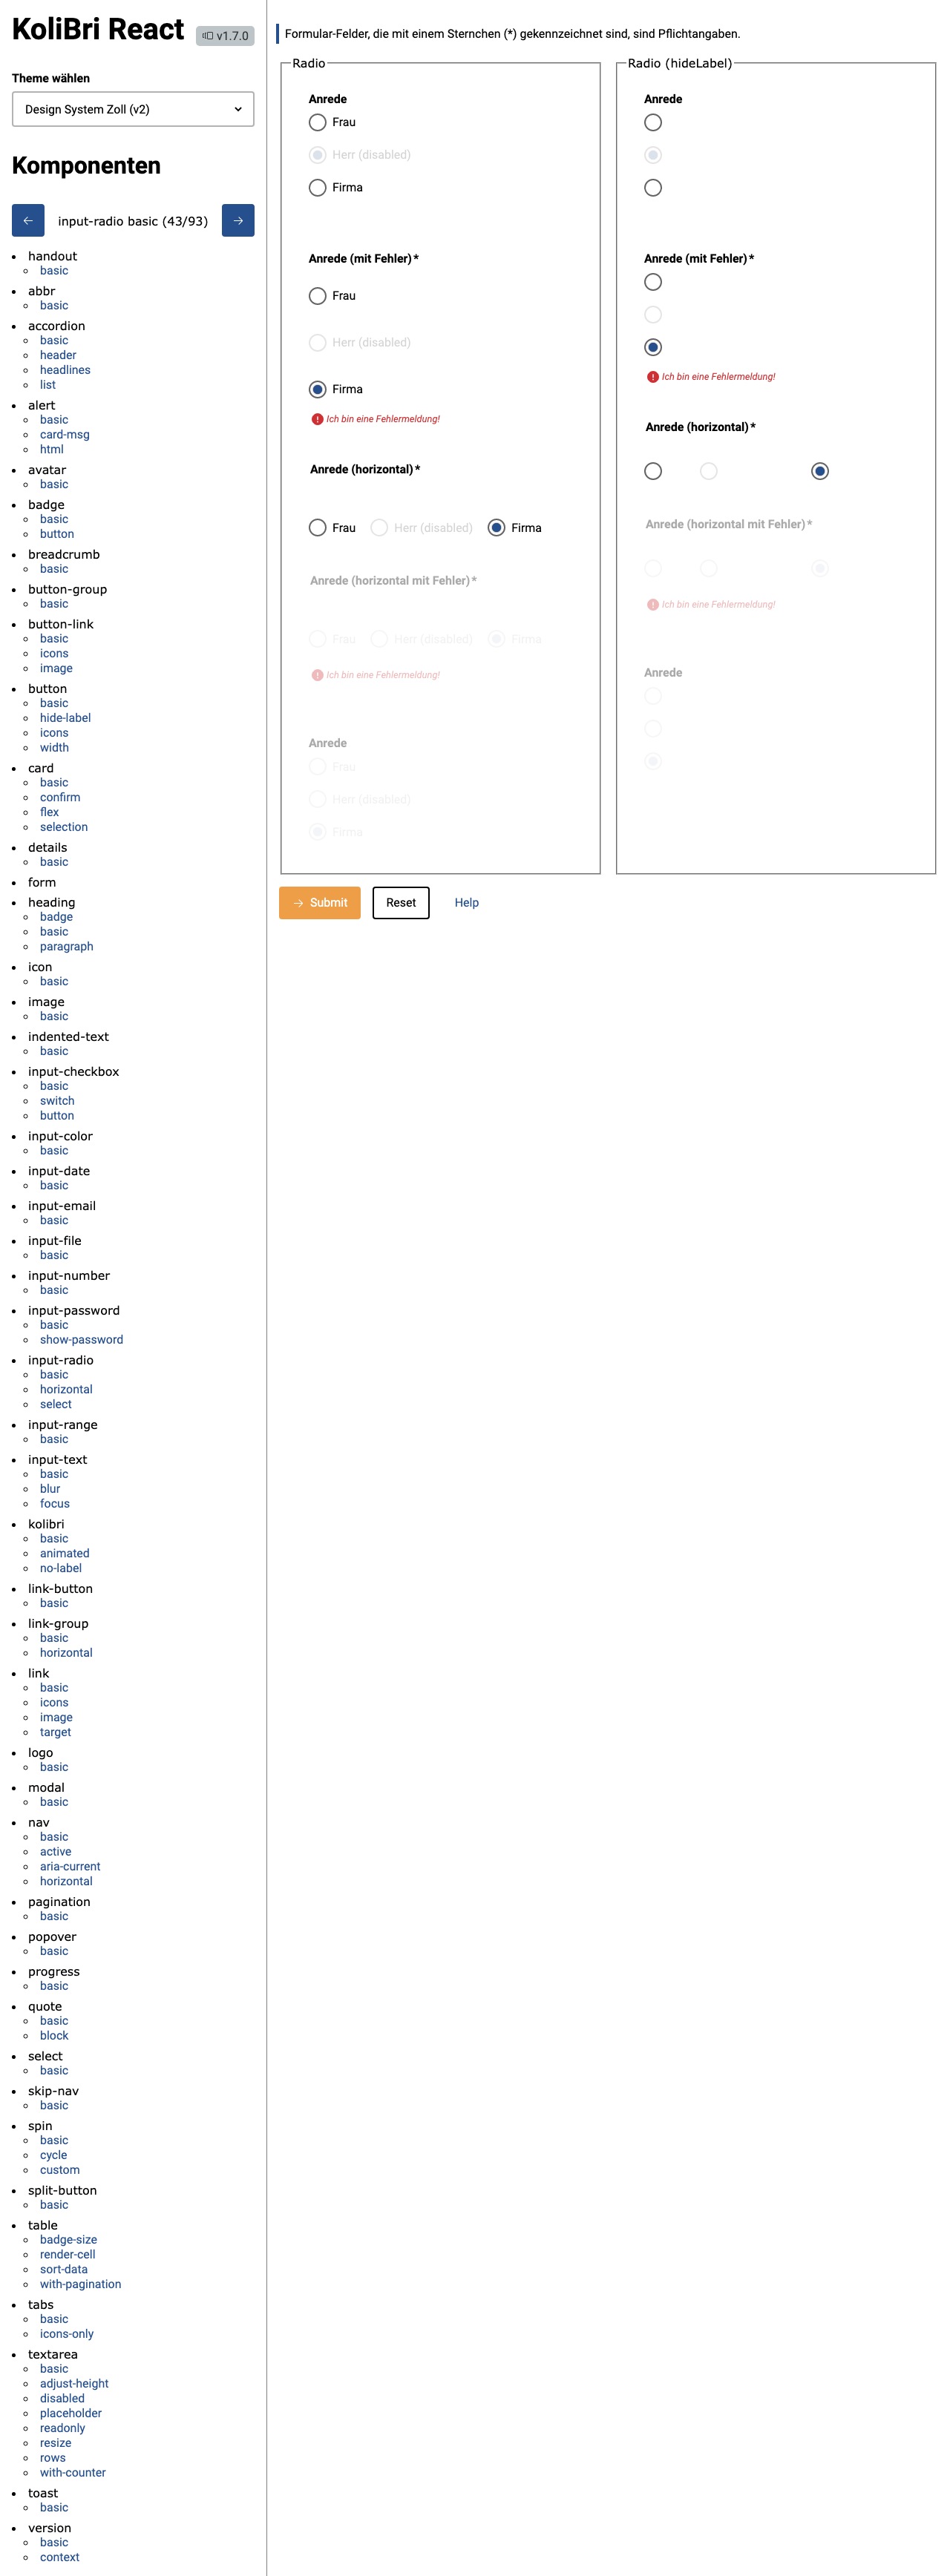 KoliBri React
v1.7.0
Theme wählen
Design System Zoll (v2)
Komponenten
← input-radio basic (43/93) →
handout
basic
abbr
basic
accordion
basic
header
headlines
list
alert
basic
card-msg
html
avatar
basic
badge
basic
button
breadcrumb
basic
button-group
basic
button-link
basic
icons
image
button
basic
hide-label
icons
width
card
basic
confirm
flex
selection
details
basic
form
heading
badge
basic
paragraph
icon
basic
image
basic
indented-text
basic
input-checkbox
basic
switch
button
input-color
basic
input-date
basic
input-email
basic
input-file
basic
input-number
basic
input-password
basic
show-password
input-radio
basic
horizontal
select
input-range
basic
input-text
basic
blur
focus
kolibri
basic
animated
no-label
link-button
basic
link-group
basic
horizontal
link
basic
icons
image
target
logo
basic
modal
basic
nav
basic
active
aria-current
horizontal
pagination
basic
popover
basic
progress
basic
quote
basic
block
select
basic
skip-nav
basic
spin
basic
cycle
custom
split-button
basic
table
badge-size
render-cell
sort-data
with-pagination
tabs
basic
icons-only
textarea
basic
adjust-height
disabled
placeholder
readonly
resize
rows
with-counter
toast
basic
version
basic
context
Formular-Felder, die mit einem Sternchen (*) gekennzeichnet sind, sind Pflichtangaben.
Radio
Anrede
Frau
Herr (disabled)
Firma
Anrede (mit Fehler)*
Frau
Herr (disabled)
Firma
Ich bin eine Fehlermeldung!
Anrede (horizontal)*
Frau Herr (disabled) Firma
Anrede (horizontal mit Fehler)*
Frau Herr (disabled) Firma
Ich bin eine Fehlermeldung!
Anrede
Frau
Herr (disabled)
Firma
Radio (hideLabel)
Anrede
Anrede (mit Fehler)*
Ich bin eine Fehlermeldung!
Anrede (horizontal)*
Anrede (horizontal mit Fehler)*
Ich bin eine Fehlermeldung!
Anrede
→ Submit Reset Help